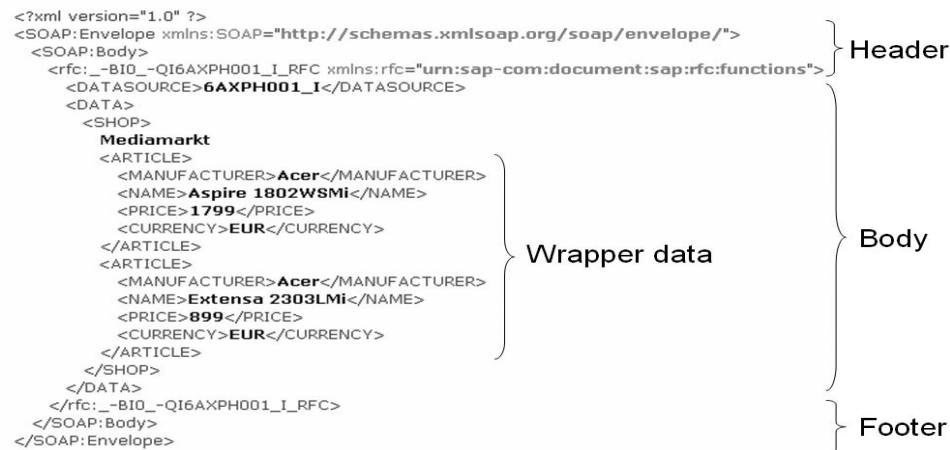 <?xml version="1.0" ?>
<SOAP:Envelope xmlns:SOAP="http://schemas.xmlsoap.org/soap/envelope/">
<SOAP:Body>
<rfc:_-BI0_-QI6AXPH001_I_RFC xmlns:rfc="urn:sap-com:document:sap:rfc:functions">
Header
<DATASOURCE>6AXPH001_I</DATASOURCE>
<DATA>
<SHOP>
Mediamarkt
<ARTICLE>
<MANUFACTURER>Acer</MANUFACTURER>
<NAME>Aspire 1802WSMi</NAME>
<PRICE>1799</PRICE>
<CURRENCY>EUR</CURRENCY>
</ARTICLE>
<ARTICLE>
<MANUFACTURER>Acer</MANUFACTURER>
<NAME>Extensa 2303LMi</NAME>
<PRICE>899</PRICE>
<CURRENCY>EUR</CURRENCY>
</ARTICLE>
Wrapper data
</SHOP>
</DATA>
Body
</rfc:_-BI0_-QI6AXPH001_I_RFC>
</SOAP:Body>
</SOAP:Envelope>
Footer